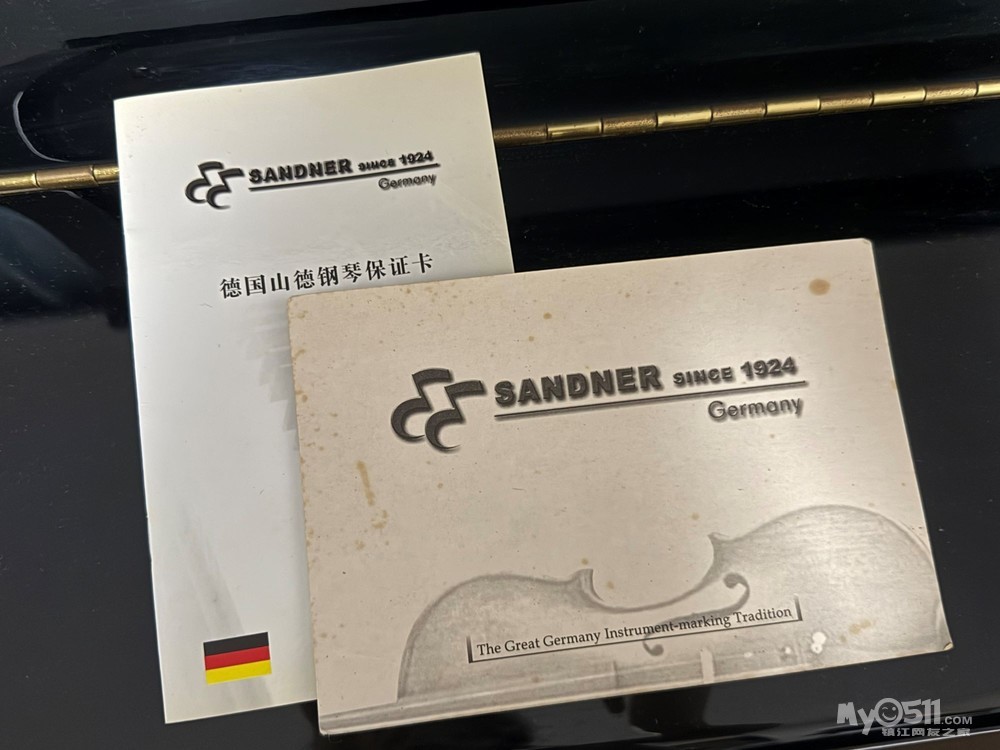 SANDNER SINCE 1924
Germany
德国山德钢琴保证卡
SANDNER SINCE 1924
Germany
The Great Germany Instrument-marking Tradition
My0511.COM
镇江网友之家